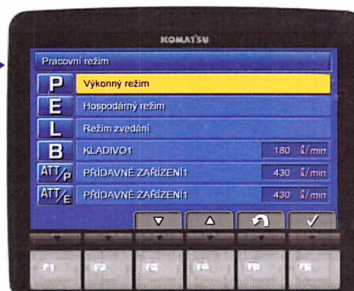 KOMATSU
Pracovní režim
P Výkonný režim
E Hospodárný režim
L Režim zvedání
B KLADIVO1 180 ℓ/min
ATT/P PŘÍDAVNÉ ZAŘÍZENÍ1 430 ℓ/min
ATT/E PŘÍDAVNÉ ZAŘÍZENÍ1 430 ℓ/min
F1 F2 F3 F4 F5 F6